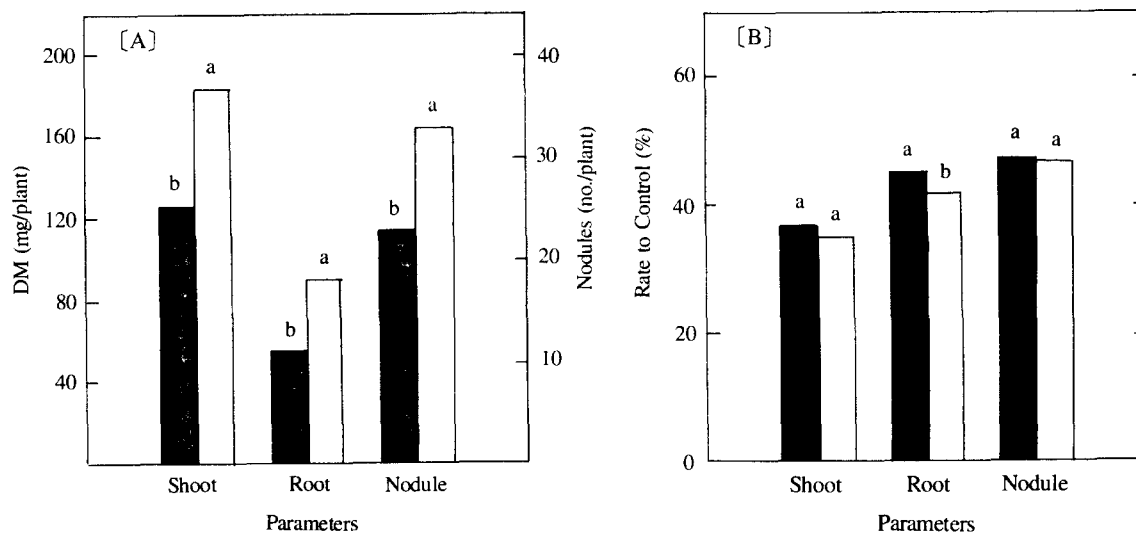 [A]
200
160
120
80
40
DM (mg/plant)
b
a
b
a
b
a
40
30
20
10
Nodules (no./plant)
Shoot Root Nodule
Parameters
[B]
60
40
20
0
Rate to Control (%)
a
a
a
b
a
a
Shoot Root Nodule
Parameters